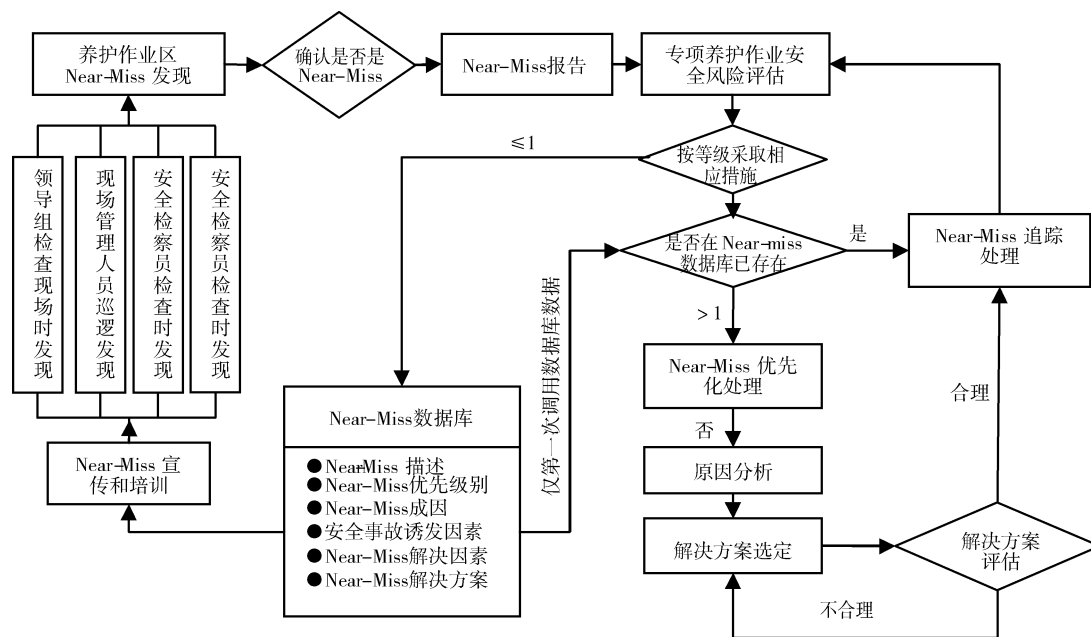 养护作业区
Near-Miss 发现
确认是否是
Near-Miss
Near-Miss报告
专项养护作业安
全风险评估
≤1
按等级采取相
应措施
领导组检查现场时发现
现场管理人员巡逻发现
安全检察员检查时发现
安全检察员检查时发现
是否在 Near-miss
数据库已存在
是
Near-Miss 追踪
处理
仅第一次调用数据库数据
>1
Near-Miss 优先
化处理
合理
Near-Miss数据库
否
Near-Miss 宣
传和培训
●Near-Miss 描述
●Near-Miss优先级别
●Near-Miss成因
●安全事故诱发因素
●Near-Miss解决因素
●Near-Miss解决方案
原因分析
解决方案选定
解决方案
评估
不合理